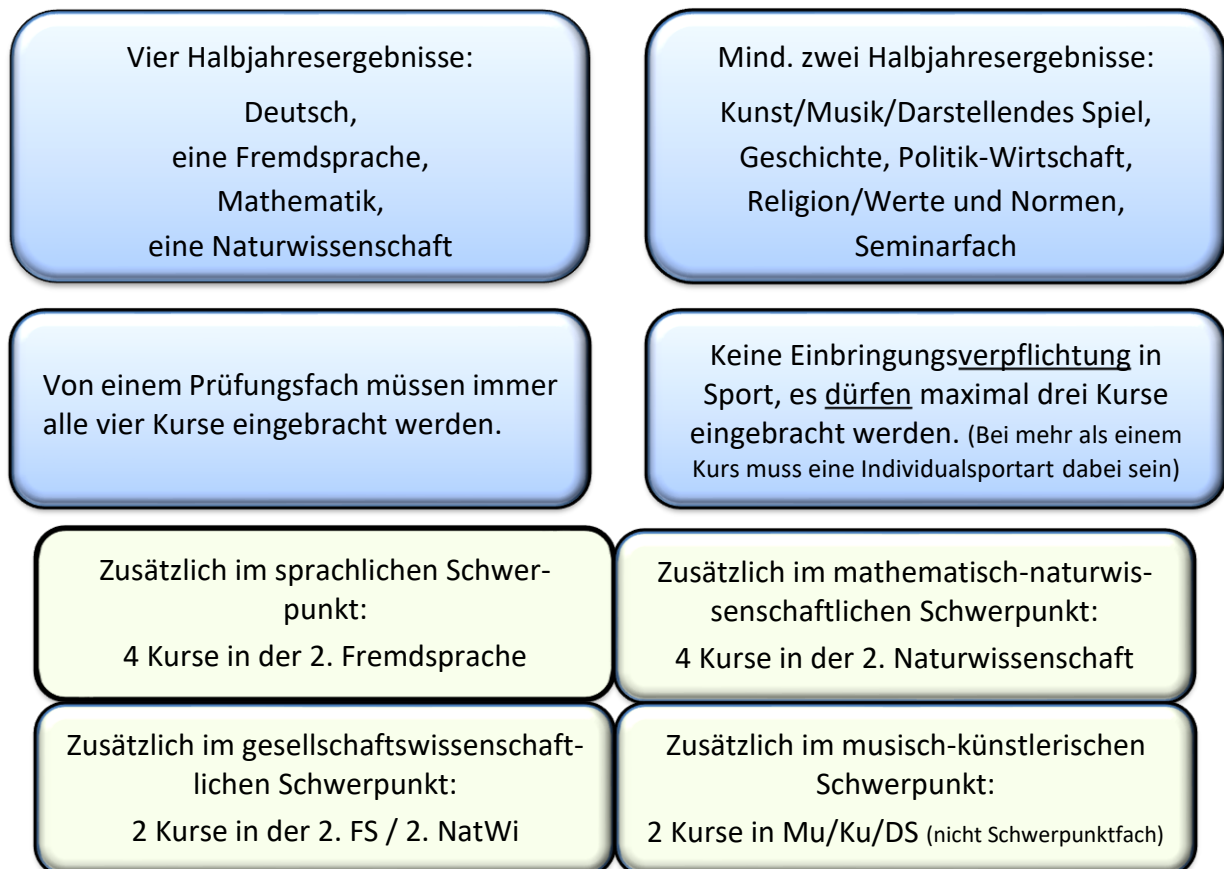 Vier Halbjahresergebnisse:
Deutsch,
eine Fremdsprache,
Mathematik,
eine Naturwissenschaft
Mind. zwei Halbjahresergebnisse:
Kunst/Musik/Darstellendes Spiel,
Geschichte, Politik-Wirtschaft,
Religion/Werte und Normen,
Seminarfach
Von einem Prüfungsfach müssen immer
alle vier Kurse eingebracht werden.
Keine Einbringungsverpflichtung in
Sport, es dürfen maximal drei Kurse
eingebracht werden. (Bei mehr als einem
Kurs muss eine Individualsportart dabei sein)
Zusätzlich im sprachlichen Schwer-
punkt:
4 Kurse in der 2. Fremdsprache
Zusätzlich im mathematisch-naturwis-
senschaftlichen Schwerpunkt:
4 Kurse in der 2. Naturwissenschaft
Zusätzlich im gesellschaftswissenschaft-
lichen Schwerpunkt:
2 Kurse in der 2. FS / 2. NatWi
Zusätzlich im musisch-künstlerischen
Schwerpunkt:
2 Kurse in Mu/Ku/DS (nicht Schwerpunktfach)